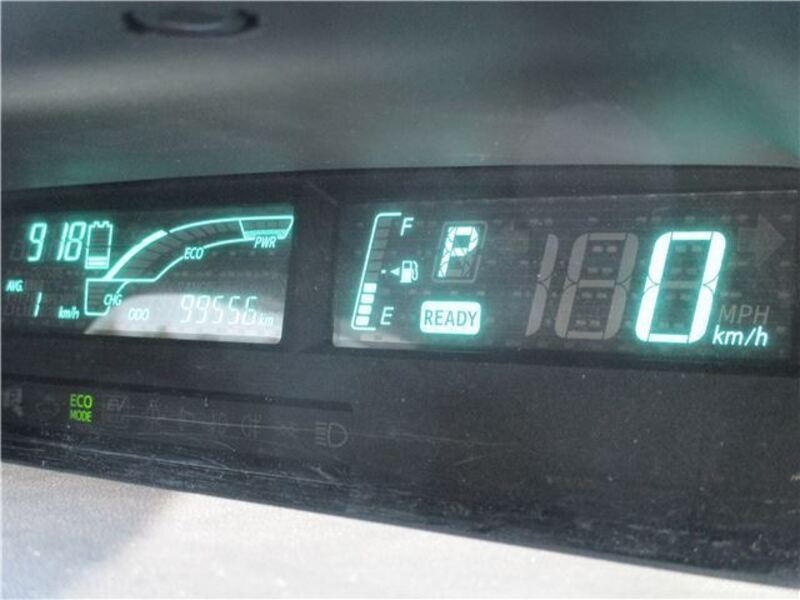 918
PWR
ECO
AVG.
1 km/h
CHG
ODO 99556 km
F
P
E
READY
0
MPH
km/h
ECO
MODE
EV